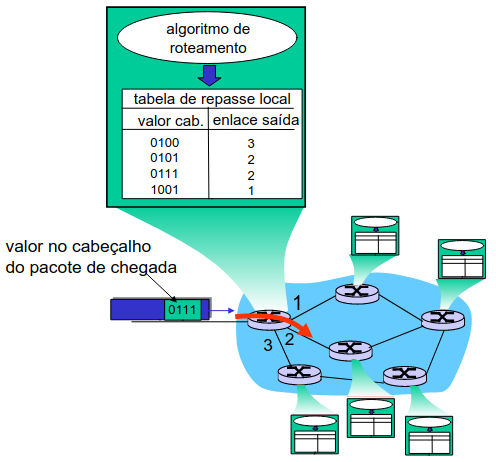 algoritmo de
roteamento
tabela de repasse local
valor cab. enlace saída
0100 3
0101 2
0111 2
1001 1
valor no cabeçalho
do pacote de chegada
0111
1
2
3